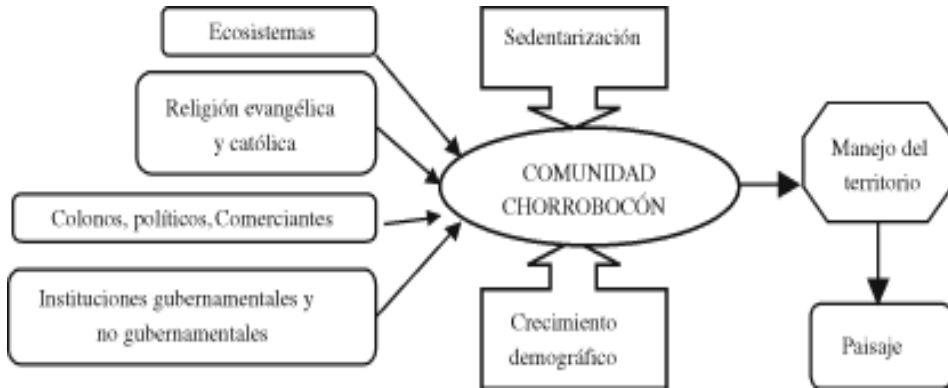 Ecosistemas
Religión evangélica
y católica
Colonos, políticos, Comerciantes
Instituciones gubernamentales y
no gubernamentales
Sedentarización
COMUNIDAD
CHORROBOCÓN
Crecimiento
demográfico
Manejo del
territorio
Paisaje